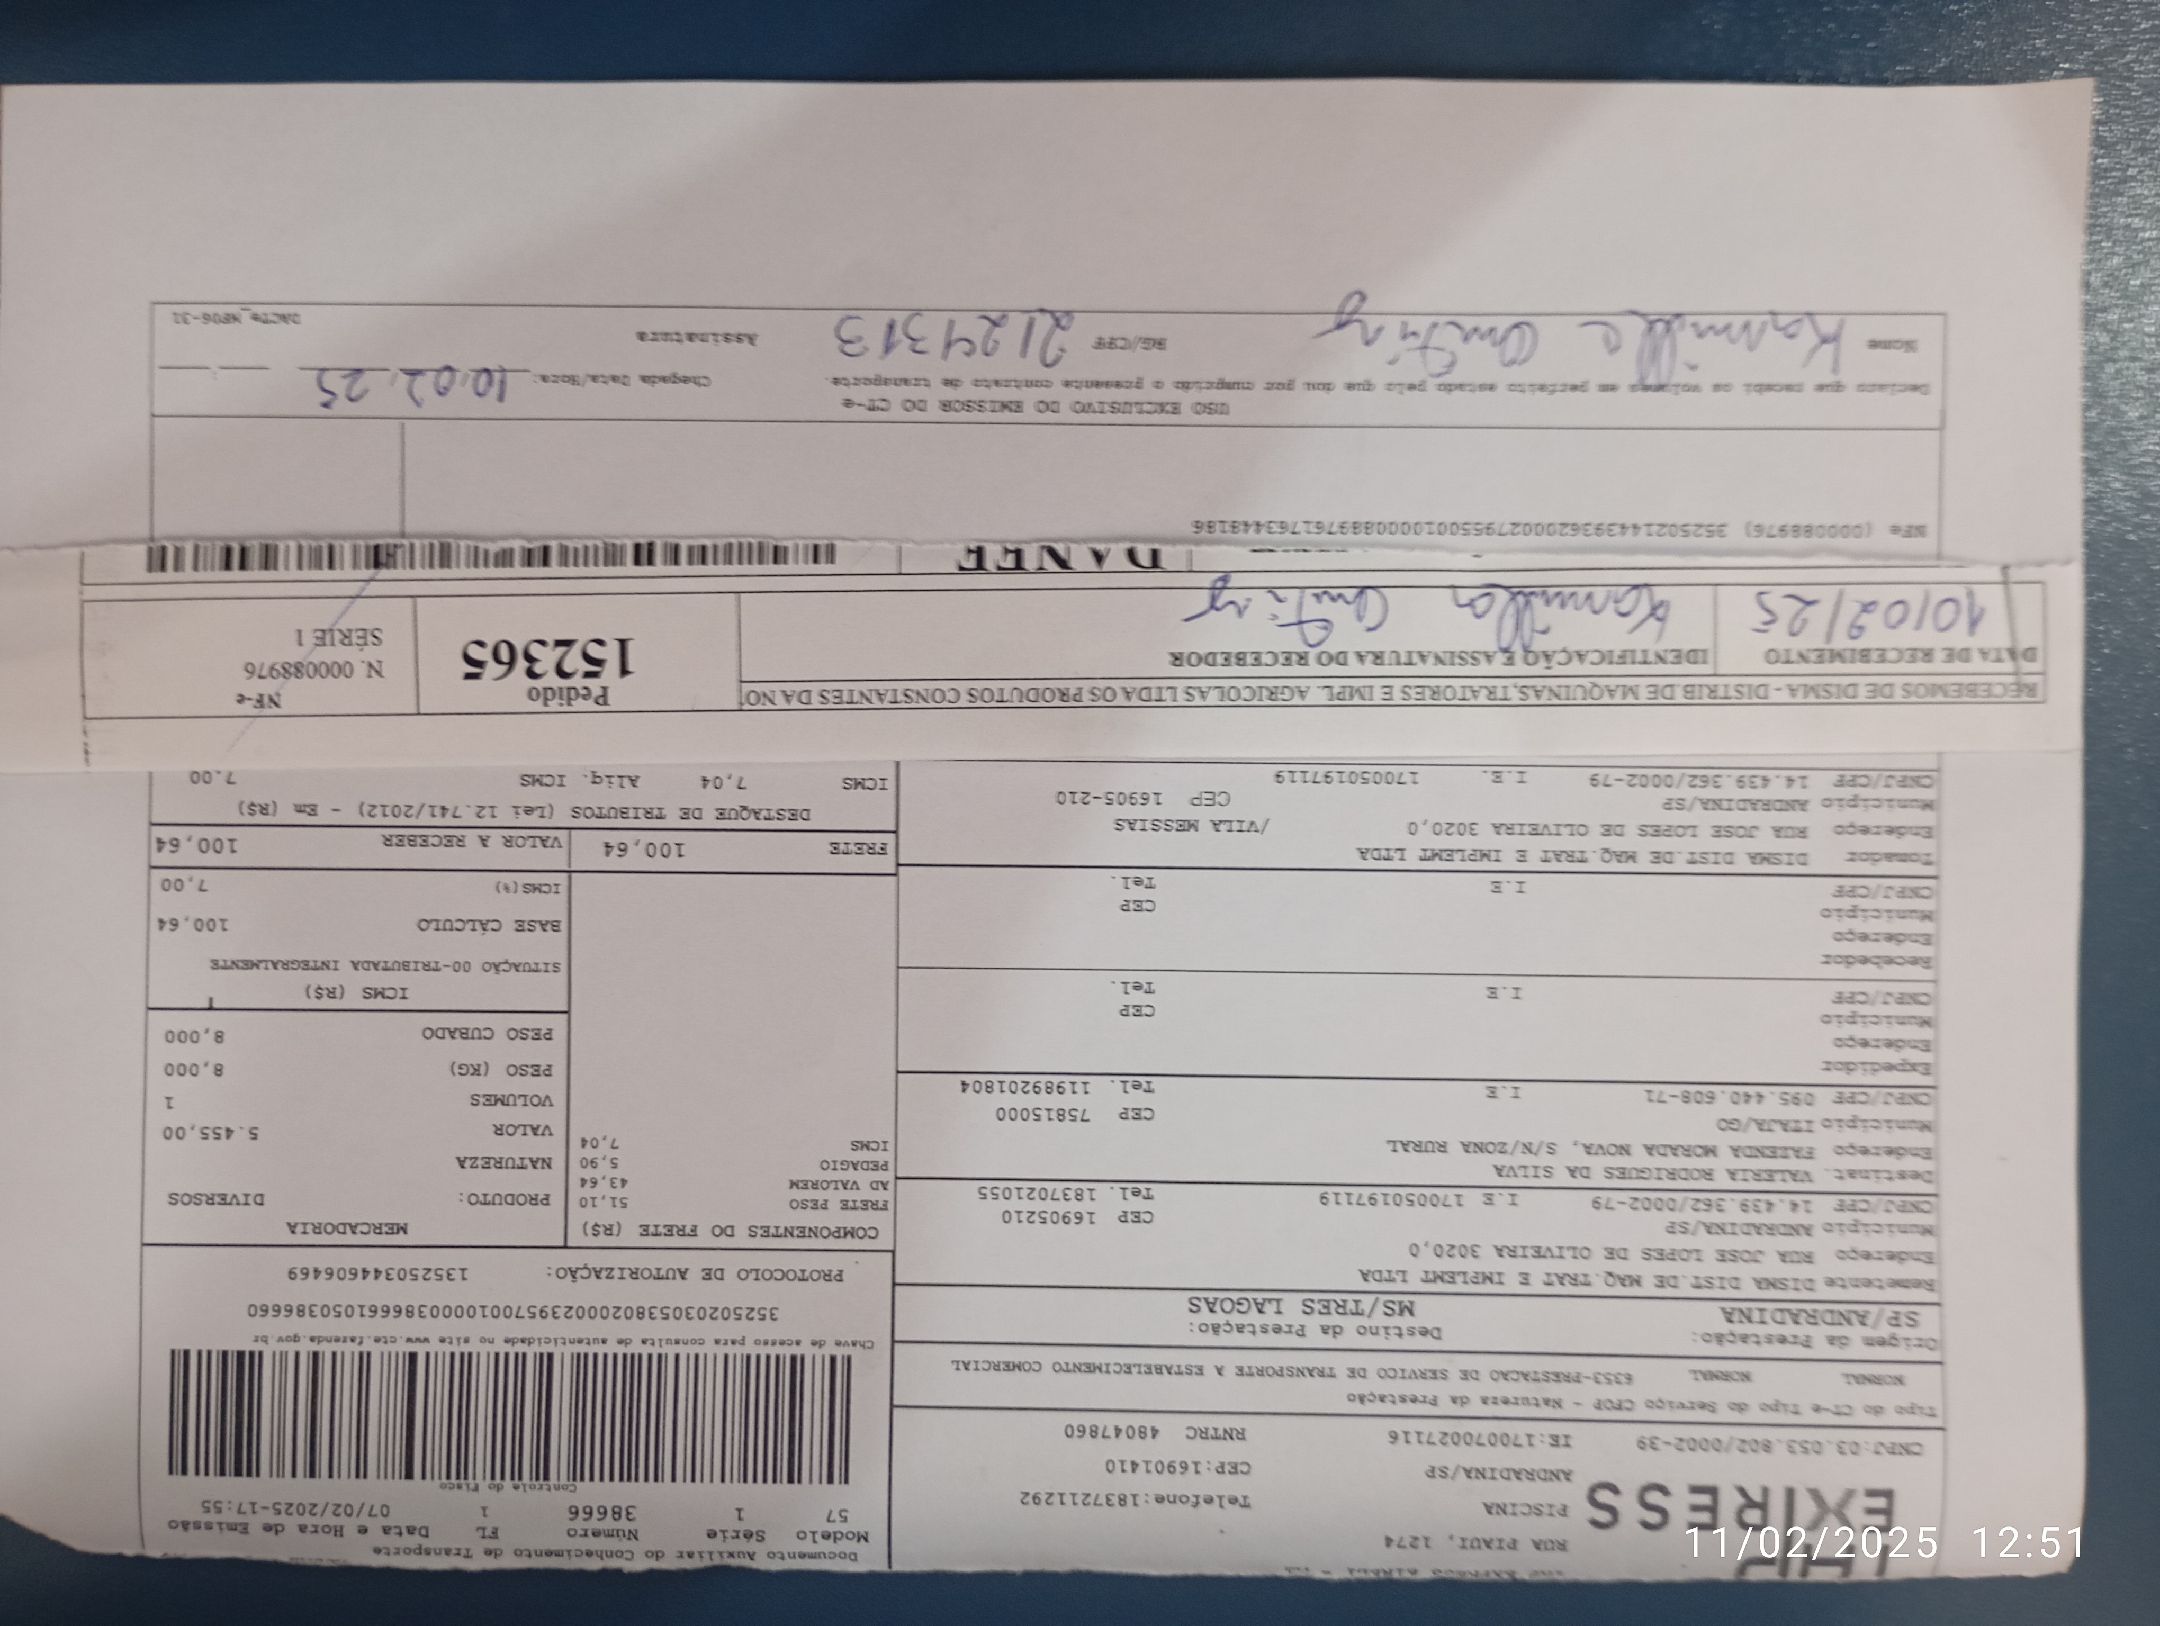 EXIRESS
RUA PIAUI, 1274
PISCINA
Telefone:1837211292
ANDRADINA/SP
CEP:16901410
CNPJ:03.053.802/0002-39 IE:170070027116 RNTRC 48047860
Tipo do CT-e Tipo do Serviço CFOP - Natureza da Prestação
NORMAL NORMAL 6353-PRESTACAO DE SERVICO DE TRANSPORTE A ESTABELECIMENTO COMERCIAL
Origem da Prestação: Destino da Prestação:
SP/ANDRADINA MS/TRES LAGOAS
Remetente DISMA DIST.DE MAQ.TRAT E IMPLEMT LTDA
Endereço RUA JOSE LOPES DE OLIVEIRA 3020,0
Município ANDRADINA/SP CEP 16905210
CNPJ/CPF 14.439.362/0002-79 I.E 170050197119 Tel. 1837021055
Destinat. VALERIA RODRIGUES DA SILVA
Endereço FAZENDA MORADA NOVA, S/N/ZONA RURAL
Município ITAJA/GO CEP 75815000
CNPJ/CPF 095.440.608-71 I.E Tel. 11989201804
Expedidor
Endereço
Município CEP
CNPJ/CPF I.E Tel.
Recebedor
Endereço
Município CEP
CNPJ/CPF I.E Tel.
Tomador DISMA DIST.DE MAQ.TRAT E IMPLEMT LTDA
Endereço RUA JOSE LOPES DE OLIVEIRA 3020,0 /VILA MESSIAS
Município ANDRADINA/SP CEP 16905-210
CNPJ/CPF 14.439.362/0002-79 I.E. 170050197119
Documento Auxiliar do Conhecimento de Transporte
Modelo Série Número FL Data e Hora de Emissão
57 1 38666 1 07/02/2025-17:55
Controle do Fisco
Chave de acesso para consulta de autenticidade no site www.cte.fazenda.gov.br
35250203053802000239570010000386661050386660
PROTOCOLO DE AUTORIZAÇÃO: 135250344606469
COMPONENTES DO FRETE (R$)
FRETE PESO 51,10
AD VALOREM 43,64
PEDAGIO 5,90
ICMS 7,04
MERCADORIA
PRODUTO: DIVERSOS
NATUREZA
VALOR 5.455,00
VOLUMES 1
PESO (KG) 8,000
PESO CUBADO 8,000
ICMS (R$)
SITUAÇÃO 00-TRIBUTADA INTEGRALMENTE
BASE CÁLCULO 100,64
ICMS(%) 7,00
FRETE 100,64 VALOR A RECEBER 100,64
DESTAQUE DE TRIBUTOS (Lei 12.741/2012) - Em (R$)
ICMS 7,04 Aliq. ICMS 7.00
RECEBEMOS DE DISMA - DISTRIB DE MAQUINAS,TRATORES E IMPL. AGRICOLAS LTDA OS PRODUTOS CONSTANTES DA NO
DATA DE RECEBIMENTO IDENTIFICAÇÃO E ASSINATURA DO RECEBEDOR
10/02/25
Pedido
152365
NF-e
N. 000088976
SÉRIE 1
DANFE
NFe (000088976) 35250214439362000279550010000889761763448186
USO EXCLUSIVO DO EMISSOR DO CT-e
Declaro que recebi os volumes em perfeito estado pelo que dou por cumprido o presente contrato de transporte. Chegada Data/Hora: 10.02.25
Nome RG/CPF 2124313 Assinatura
DACTe_MP06-31
11/02/2025 12:51